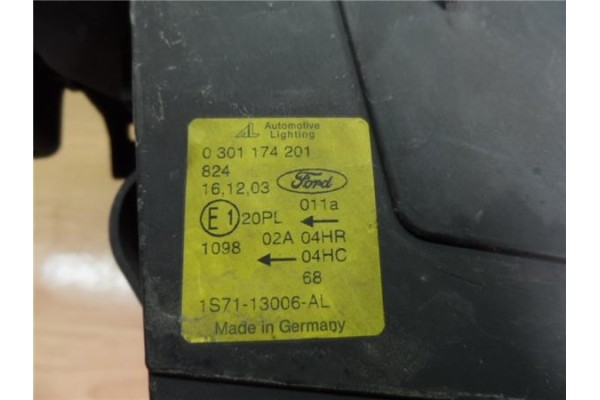 AL Automotive Lighting
0 301 174 201
824
16,12,03 Ford
E1 20PL 011a
1098 02A 04HR
04HC
68
1S71-13006-AL
Made in Germany